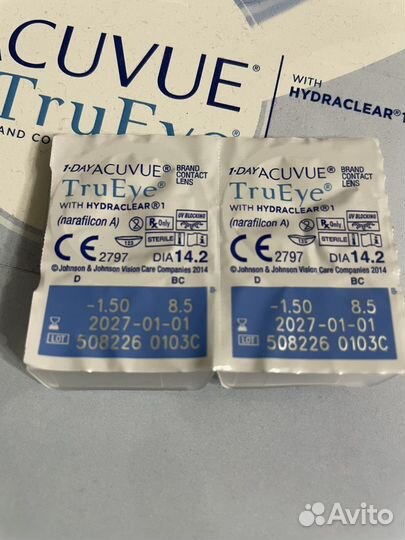 ACUVUE®
TruEye®
WITH
HYDRACLEAR® 1
AND CO
1•DAY ACUVUE® BRAND CONTACT LENS
TruEye®
WITH HYDRACLEAR®1
(narafilcon A) Rx Only UV BLOCKING
STERILE
CE 2797 DIA 14.2
©Johnson & Johnson Vision Care Companies 2014
D BC
-1.50 8.5
2027-01-01
LOT 508226 0103C
1•DAY ACUVUE® BRAND CONTACT LENS
TruEye®
WITH HYDRACLEAR®1
(narafilcon A) Rx Only UV BLOCKING
STERILE
CE 2797 DIA 14.2
©Johnson & Johnson Vision Care Companies 2014
D BC
-1.50 8.5
2027-01-01
LOT 508226 0103C
Avito